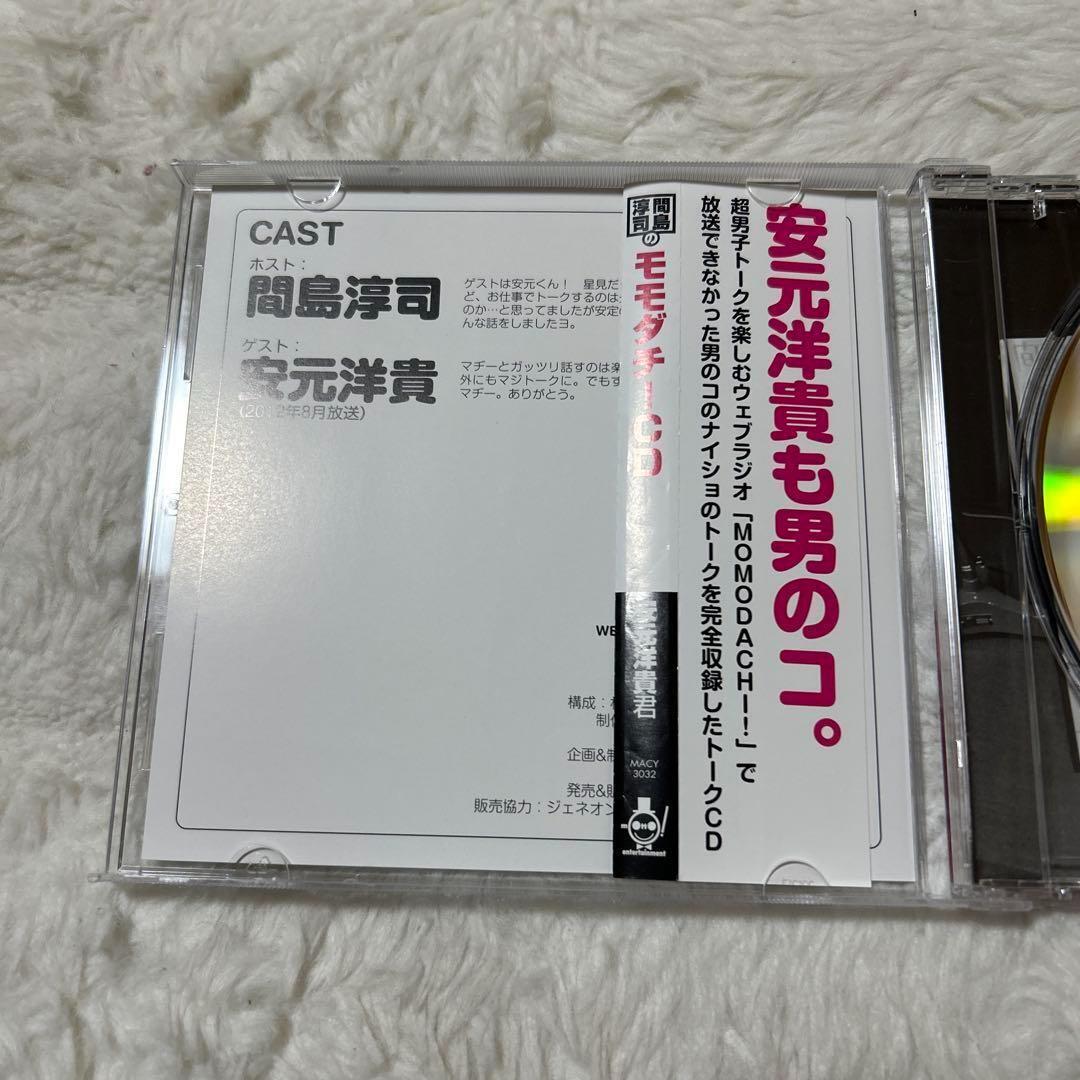 CAST
ホスト：
間島淳司
ゲストは安元くん！ 星見だ
ど、お仕事でトークするのは
のか…と思ってましたが安定の
んな話をしましたヨ。
ゲスト：
安元洋貴
(2012年8月放送)
マチーとガッツリ話すのは楽
外にもマジトークに。でもす
マチー。ありがとう。
WE
構成：
制作
企画&制
発売&販
販売協力：ジェネオン
間島淳司のモモダチーCD
安元洋貴君
MACY
3032
moMo!
entertainment
安元洋貴も男のコ。
超男子トークを楽しむウェブラジオ「MOMODACHI－！」で
放送できなかった男のコのナイショのトークを完全収録したトークCD